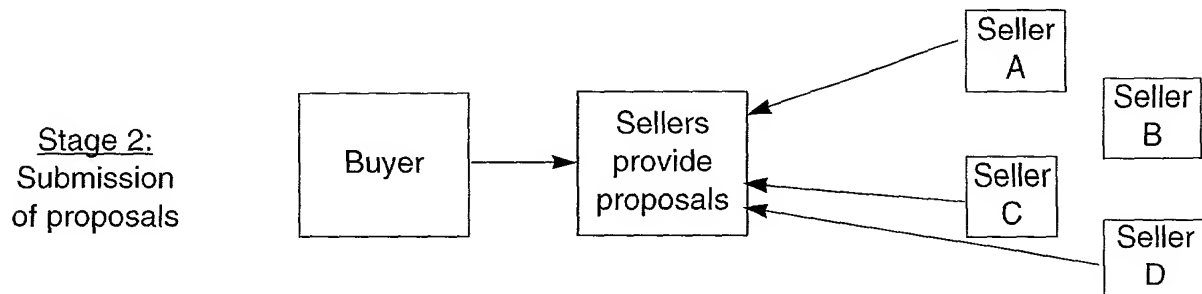 Stage 2:
Submission
of proposals
Buyer
Sellers
provide
proposals
Seller
A
Seller
B
Seller
C
Seller
D